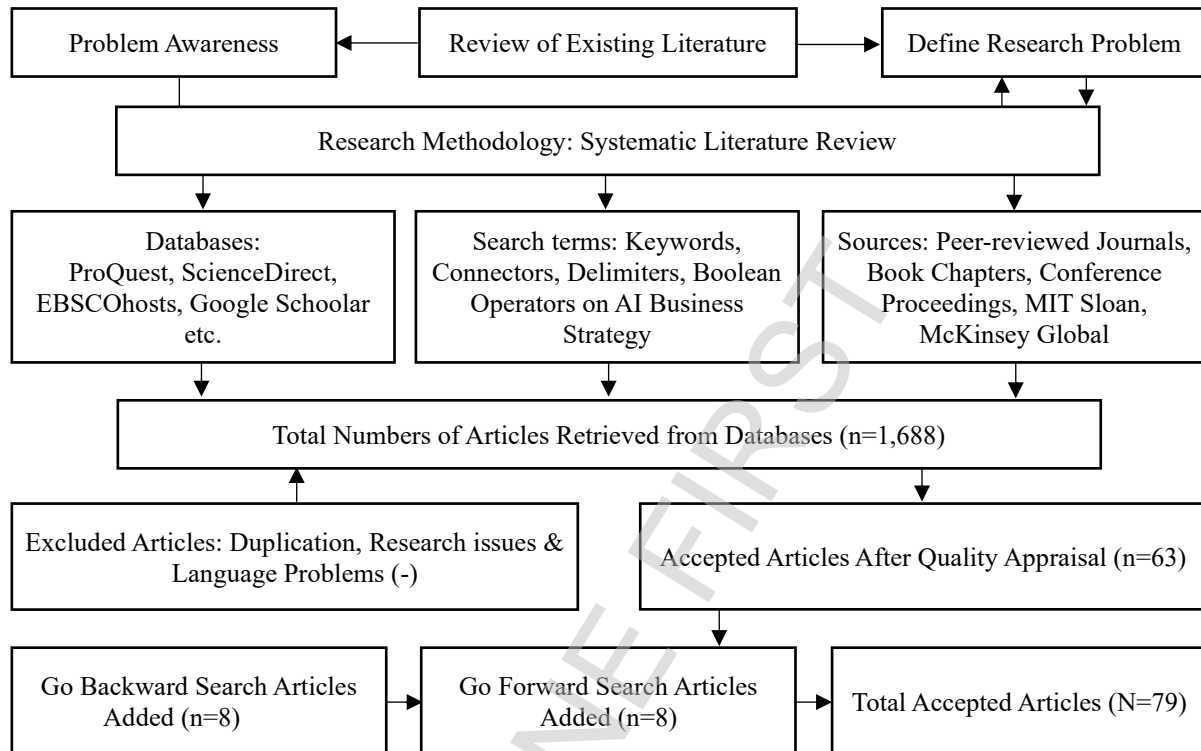 Problem Awareness
Review of Existing Literature
Define Research Problem
Research Methodology: Systematic Literature Review
Databases:
ProQuest, ScienceDirect,
EBSCOhosts, Google Schoolar
etc.
Search terms: Keywords,
Connectors, Delimiters, Boolean
Operators on AI Business
Strategy
Sources: Peer-reviewed Journals,
Book Chapters, Conference
Proceedings, MIT Sloan,
McKinsey Global
Total Numbers of Articles Retrieved from Databases (n=1,688)
Excluded Articles: Duplication, Research issues &
Language Problems (-)
Accepted Articles After Quality Appraisal (n=63)
Go Backward Search Articles
Added (n=8)
Go Forward Search Articles
Added (n=8)
Total Accepted Articles (N=79)
NE FIRST